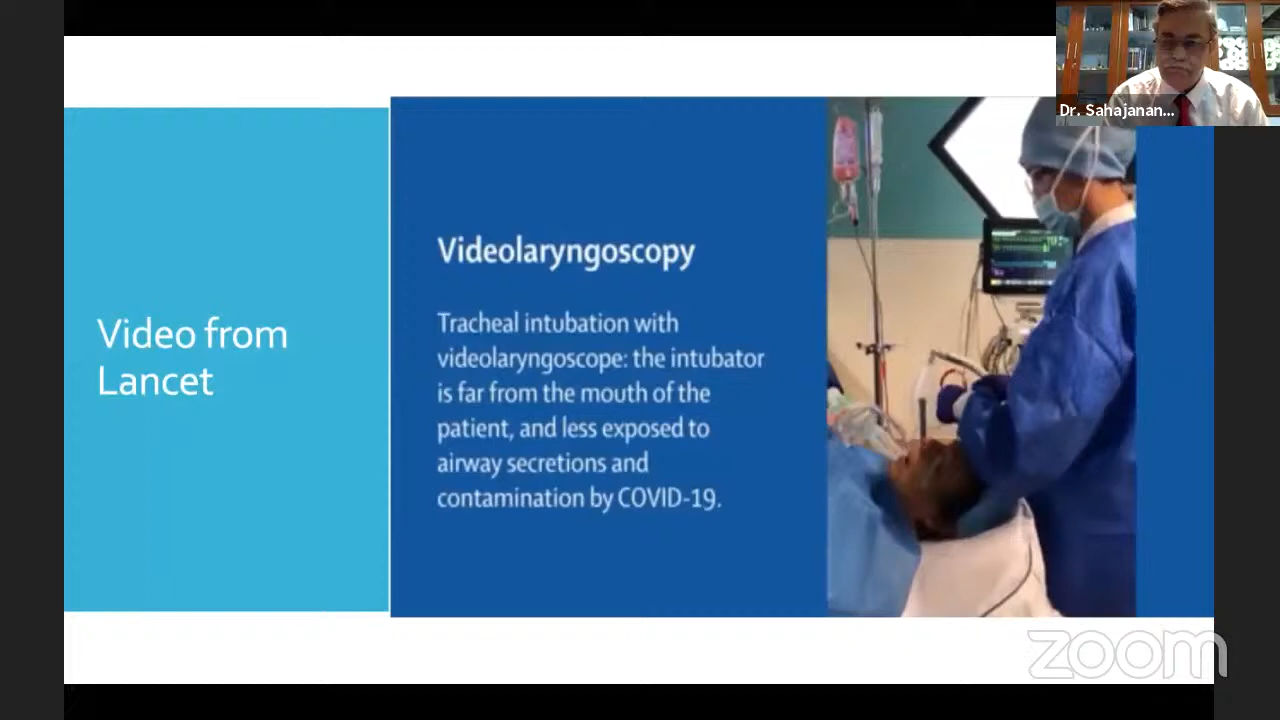 Dr. Sahajanan...
Video from
Lancet
Videolaryngoscopy
Tracheal intubation with
videolaryngoscope: the intubator
is far from the mouth of the
patient, and less exposed to
airway secretions and
contamination by COVID-19.
zoom